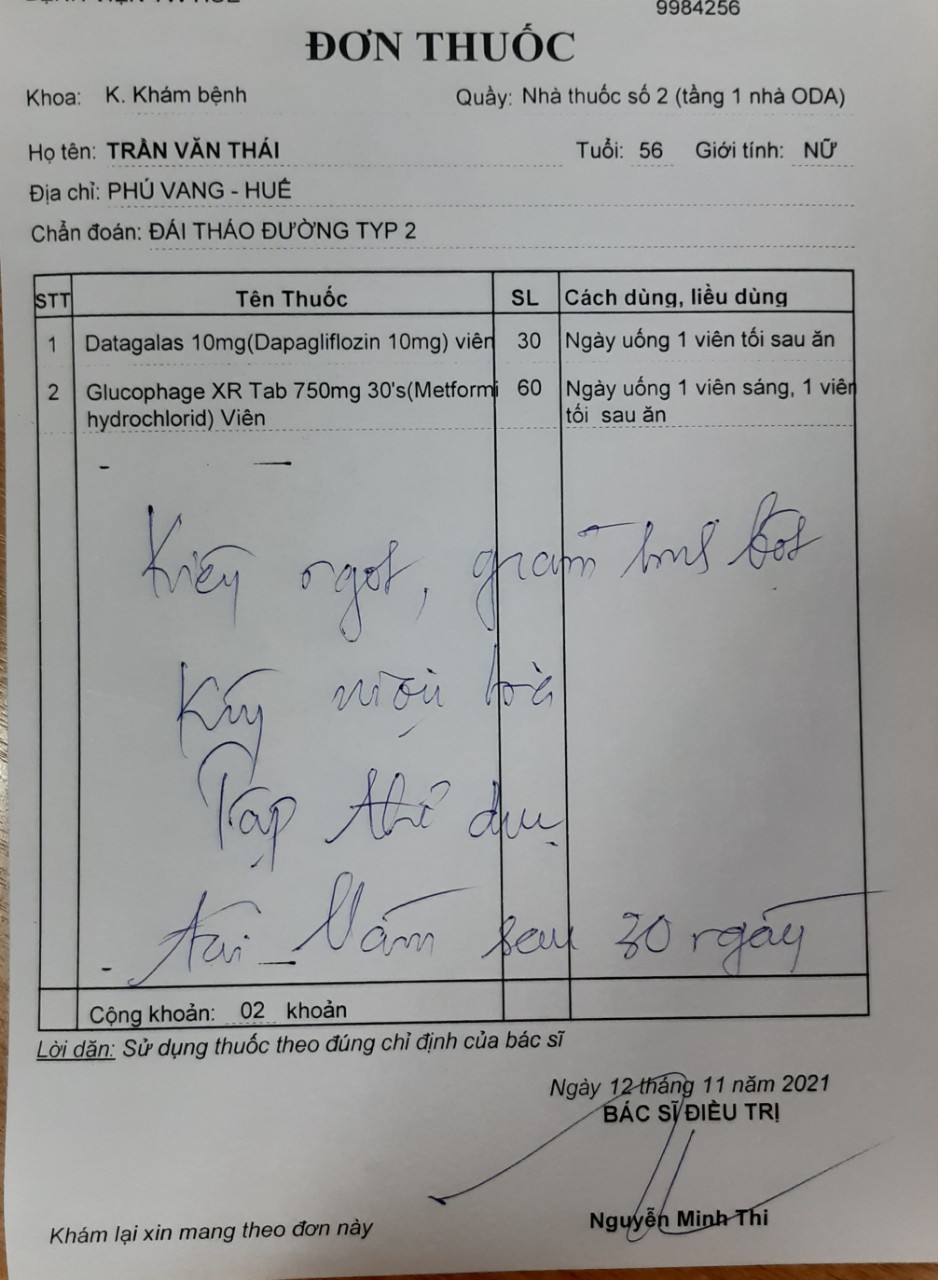 9984256
ĐƠN THUỐC
Khoa: K. Khám bệnh Quầy: Nhà thuốc số 2 (tầng 1 nhà ODA)
Họ tên: TRẦN VĂN THÁI Tuổi: 56 Giới tính: NỮ
Địa chỉ: PHÚ VANG - HUẾ
Chẩn đoán: ĐÁI THÁO ĐƯỜNG TYP 2
STT Tên Thuốc SL Cách dùng, liều dùng
1 Datagalas 10mg(Dapagliflozin 10mg) viên 30 Ngày uống 1 viên tối sau ăn
2 Glucophage XR Tab 750mg 30's(Metformi 60 Ngày uống 1 viên sáng, 1 viên
hydrochlorid) Viên tối sau ăn
Kiêng ngọt, giảm tinh bột
Kiêng rượu bia
Tập thể dục
Tái khám sau 30 ngày
Cộng khoản: 02 khoản
Lời dặn: Sử dụng thuốc theo đúng chỉ định của bác sĩ
Ngày 12 tháng 11 năm 2021
BÁC SĨ ĐIỀU TRỊ
Khám lại xin mang theo đơn này Nguyễn Minh Thi